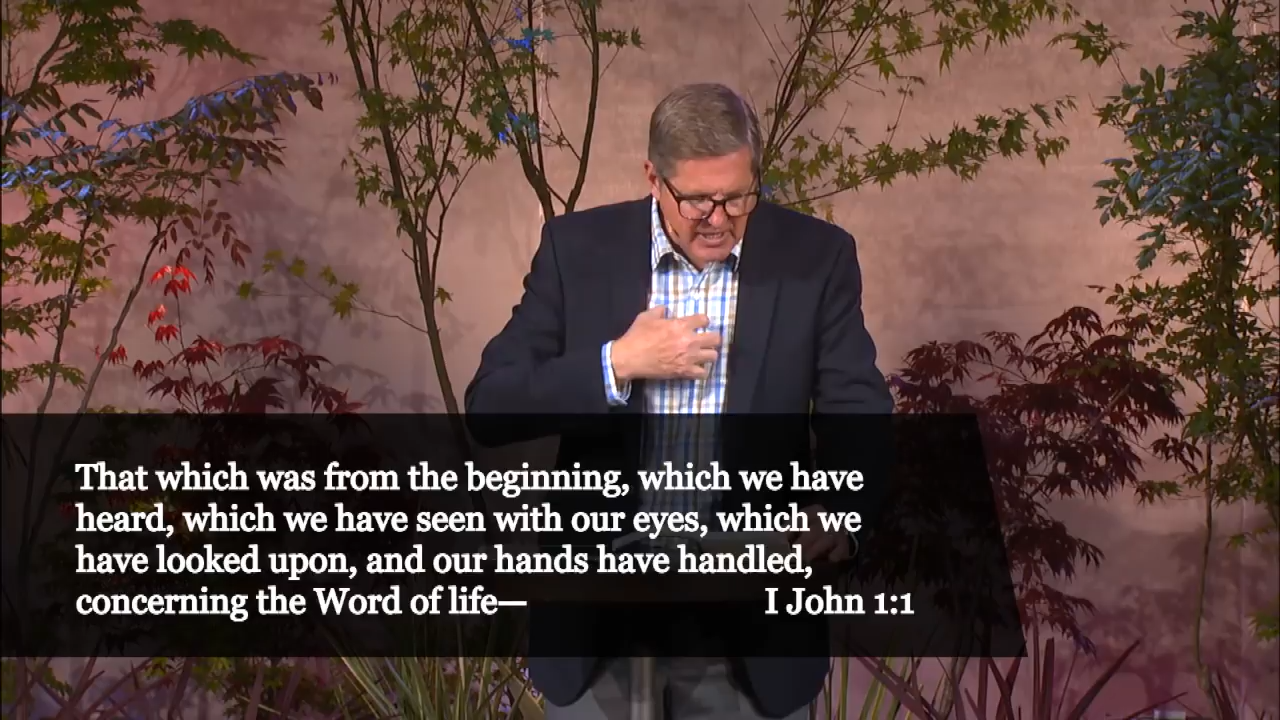 That which was from the beginning, which we have
heard, which we have seen with our eyes, which we
have looked upon, and our hands have handled,
concerning the Word of life— I John 1:1